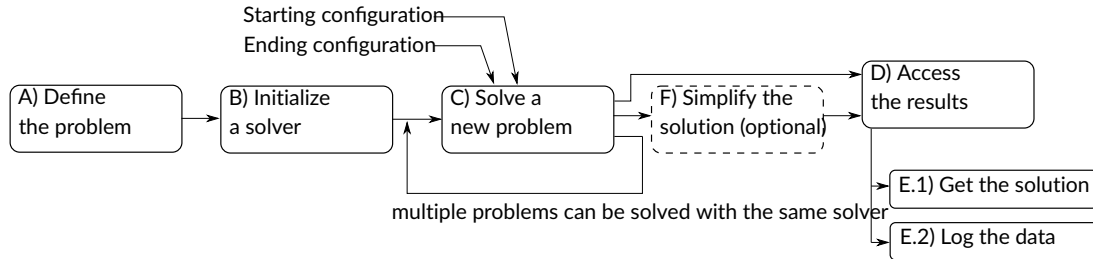 Starting configuration
Ending configuration
A) Define
the problem
B) Initialize
a solver
C) Solve a
new problem
F) Simplify the
solution (optional)
D) Access
the results
multiple problems can be solved with the same solver
E.1) Get the solution
E.2) Log the data